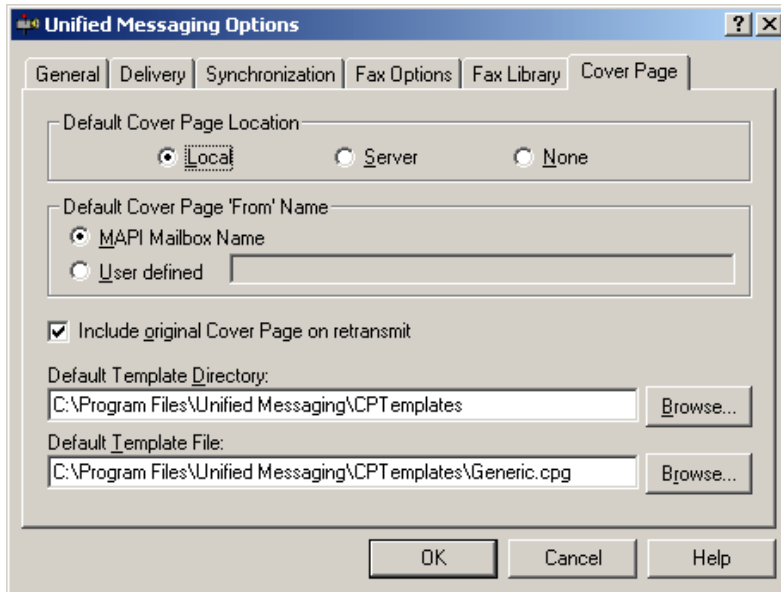 Unified Messaging Options
General Delivery Synchronization Fax Options Fax Library Cover Page
Default Cover Page Location
Local Server None
Default Cover Page 'From' Name
MAPI Mailbox Name
User defined
Include original Cover Page on retransmit
Default Template Directory:
C:\Program Files\Unified Messaging\CPTemplates Browse...
Default Template File:
C:\Program Files\Unified Messaging\CPTemplates\Generic.cpg Browse...
OK Cancel Help